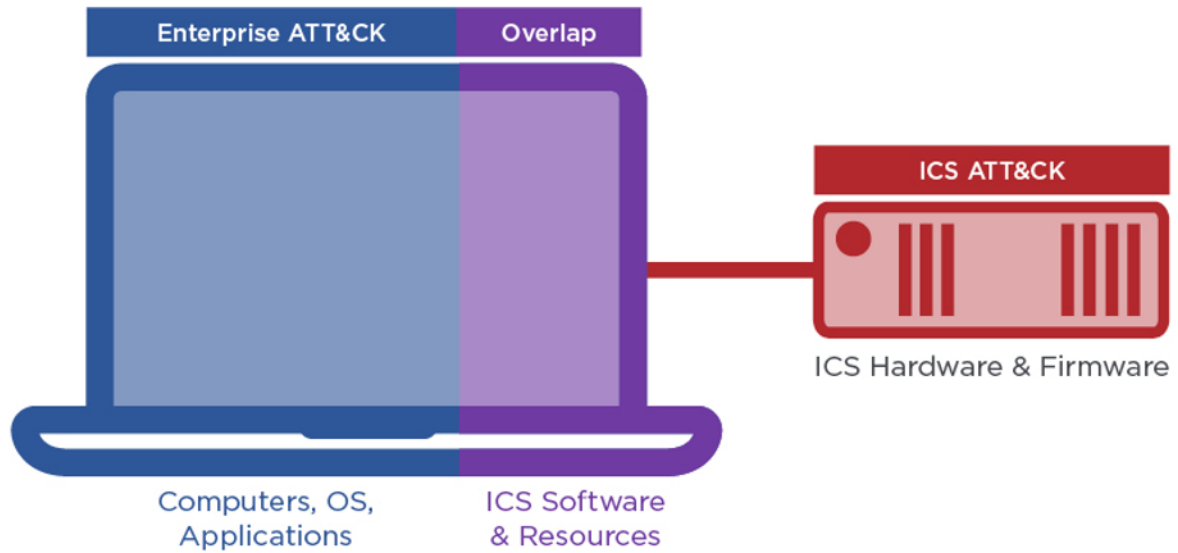 Enterprise ATT&CK
Overlap
ICS ATT&CK
ICS Hardware & Firmware
Computers, OS,
Applications
ICS Software
& Resources